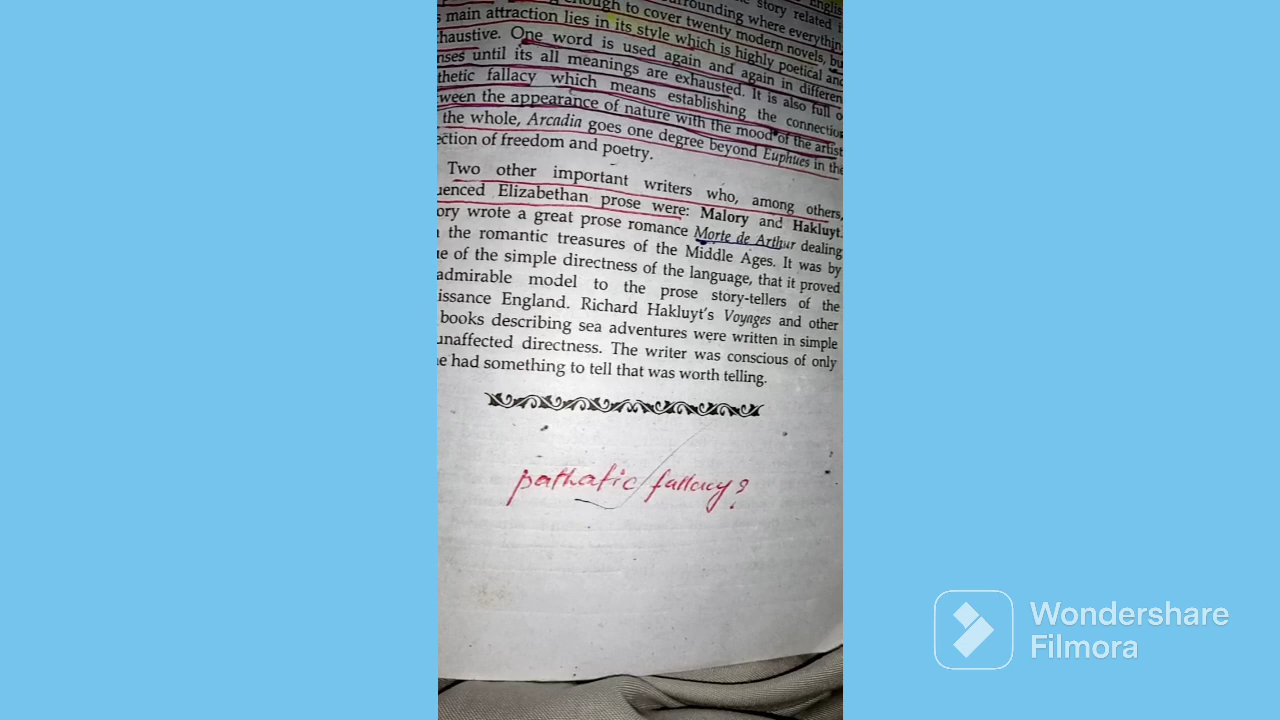 story related i
surrounding where everythin
enough to cover twenty modern novels, bu
s main attraction lies in its style which is highly poetical and
haustive. One word is used again and again in differen
nses until its all meanings are exhausted. It is also full o
thetic fallacy which means establishing the connectio
ween the appearance of nature with the mood of the artist
the whole, Arcadia goes one degree beyond Euphues in the
ection of freedom and poetry.
Two other important writers who, among others,
uenced Elizabethan prose were: Malory and Hakluyt.
ory wrote a great prose romance Morte de Arthur dealing
the romantic treasures of the Middle Ages. It was by
ue of the simple directness of the language, that it proved
admirable model to the prose story-tellers of the
issance England. Richard Hakluyt's Voyages and other
books describing sea adventures were written in simple
unaffected directness. The writer was conscious of only
e had something to tell that was worth telling.
pathatic fallacy?
Wondershare
Filmora